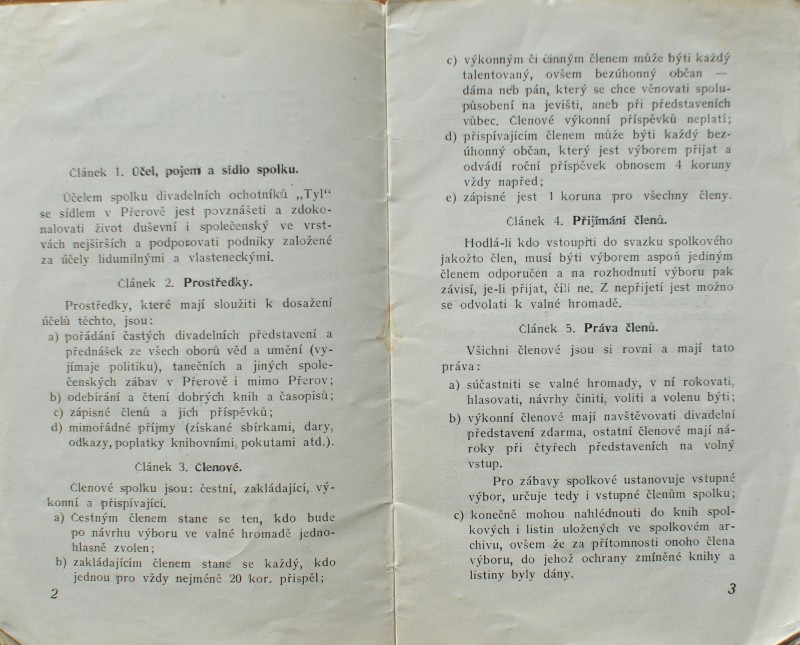 Článek 1. Účel, pojem a sídlo spolku.
Účelem spolku divadelních ochotníků „Tyl“
se sídlem v Přerově jest povznášeti a zdoko-
nalovati život duševní i společenský ve vrst-
vách nejširších a podporovati podniky založené
za účely lidumilnými a vlasteneckými.
Článek 2. Prostředky.
Prostředky, které mají sloužiti k dosažení
účelů těchto, jsou:
a) pořádání častých divadelních představení a
přednášek ze všech oborů věd a umění (vy-
jímaje politiku), tanečních a jiných spole-
čenských zábav v Přerově i mimo Přerov;
b) odebírání a čtení dobrých knih a časopisů;
c) zápisné členů a jich příspěvků;
d) mimořádné příjmy (získané sbírkami, dary,
odkazy, poplatky knihovními, pokutami atd.).
Článek 3. Členové.
Členové spolku jsou: čestní, zakládající, vý-
konní a přispívající.
a) Čestným členem stane se ten, kdo bude
po návrhu výboru ve valné hromadě jedno-
hlasně zvolen;
b) zakládajícím členem stane se každý, kdo
jednou pro vždy nejméně 20 kor. přispěl;
2
c) výkonným či činným členem může býti každý
talentovaný, ovšem bezúhonný občan —
dáma neb pán, který se chce věnovati spolu-
působení na jevišti, aneb při představeních
vůbec. Členové výkonní příspěvků neplatí;
d) přispívajícím členem může býti každý bez-
úhonný občan, který jest výborem přijat a
odvádí roční příspěvek obnosem 4 koruny
vždy napřed;
e) zápisné jest 1 koruna pro všechny členy.
Článek 4. Přijímání členů.
Hodlá-li kdo vstoupiti do svazku spolkového
jakožto člen, musí býti výborem aspoň jediným
členem odporučen a na rozhodnutí výboru pak
závisí, je-li přijat, čili ne. Z nepřijetí jest možno
se odvolati k valné hromadě.
Článek 5. Práva členů.
Všichni členové jsou si rovni a mají tato
práva:
a) súčastniti se valné hromady, v ní rokovati,
hlasovati, návrhy činiti, voliti a volenu býti;
b) výkonní členové mají navštěvovati divadelní
představení zdarma, ostatní členové mají ná-
roky při čtyřech představeních na volný
vstup.
Pro zábavy spolkové ustanovuje vstupné
výbor, určuje tedy i vstupné členům spolku;
c) konečně mohou nahlédnouti do knih spol-
kových i listin uložených ve spolkovém ar-
chivu, ovšem že za přítomnosti onoho člena
výboru, do jehož ochrany zmíněné knihy a
listiny byly dány.
3